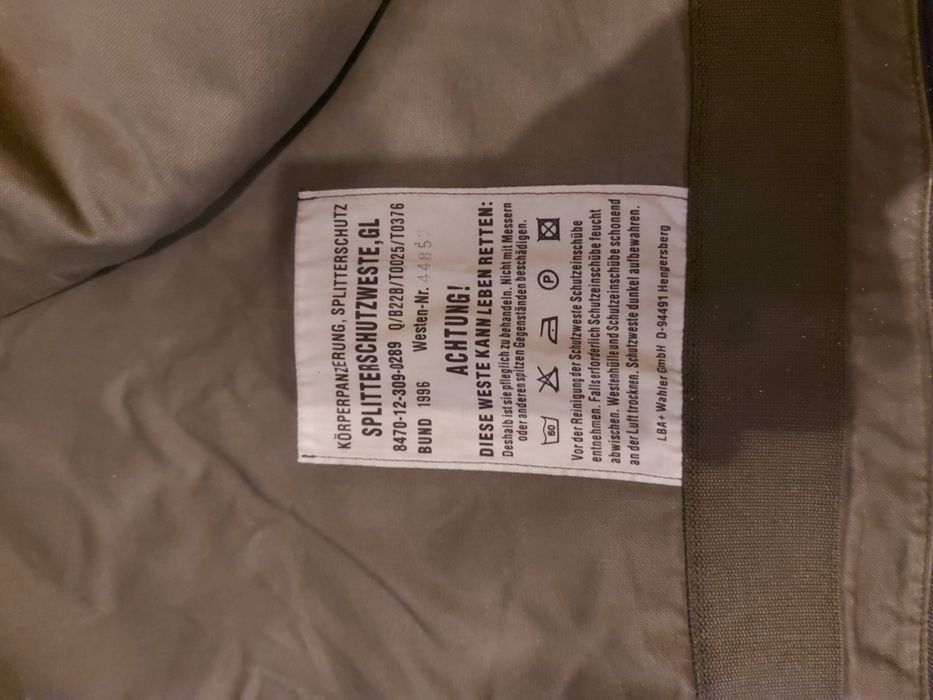 KÖRPERPANZERUNG, SPLITTERSCHUTZ
SPLITTERSCHUTZWESTE,GL
8470-12-309-0289 Q/B22B/T0025/T0376
BUND 1996 Westen-Nr. 44857
ACHTUNG!
DIESE WESTE KANN LEBEN RETTEN:
Deshalb ist sie pfleglich zu behandeln. Nicht mit Messern
oder anderen spitzen Gegenständen beschädigen.
60 P
Vor der Reinigung der Schutzweste Schutzeinschübe
entnehmen. Falls erforderlich Schutzeinschübe feucht
abwischen. Westenhülle und Schutzeinschübe schonend
an der Luft trocknen. Schutzweste dunkel aufbewahren.
LBA+Wahler GmbH D-94491 Hengersberg